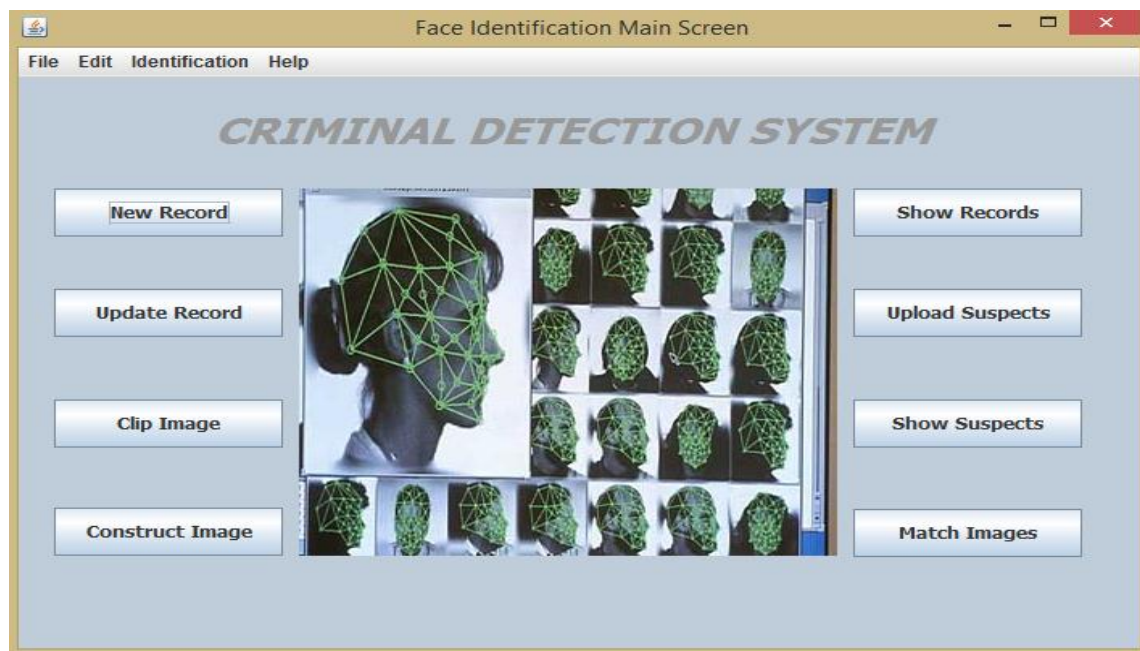 Face Identification Main Screen
File Edit Identification Help
CRIMINAL DETECTION SYSTEM
New Record
Show Records
Update Record
Upload Suspects
Clip Image
Show Suspects
Construct Image
Match Images